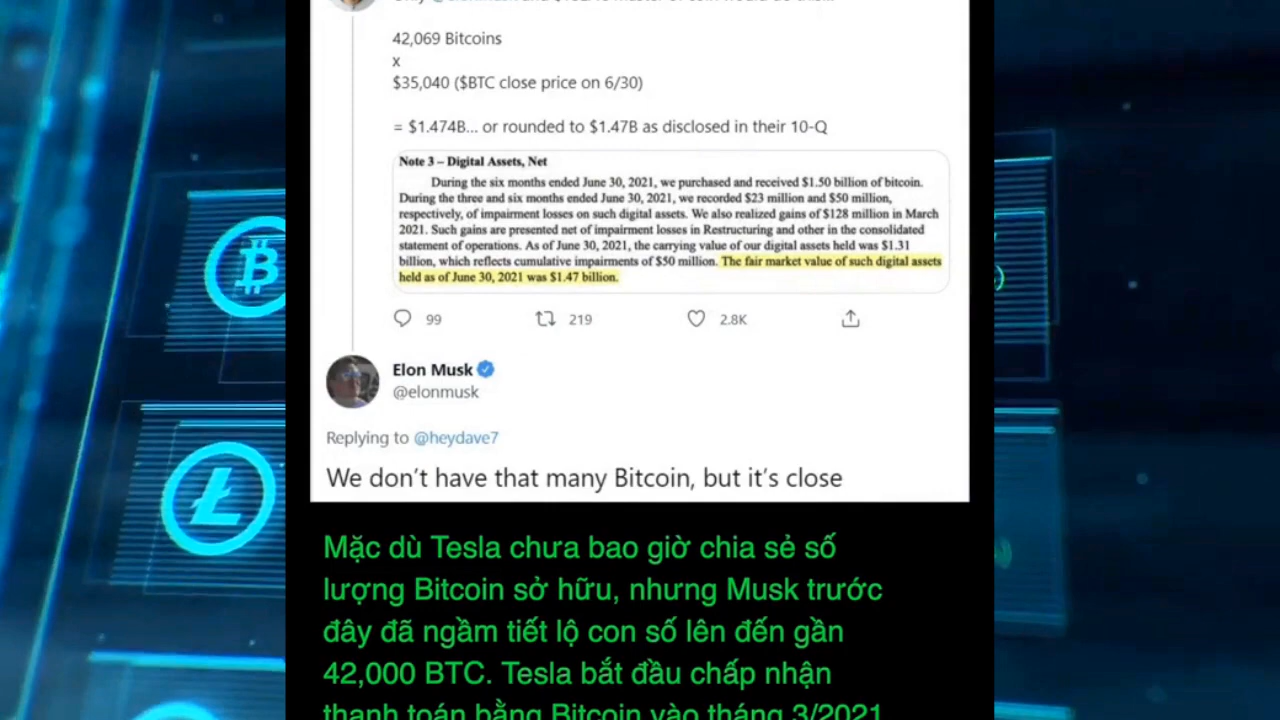 42,069 Bitcoins
x
$35,040 ($BTC close price on 6/30)
= $1.474B... or rounded to $1.47B as disclosed in their 10-Q
Note 3 – Digital Assets, Net
During the six months ended June 30, 2021, we purchased and received $1.50 billion of bitcoin.
During the three and six months ended June 30, 2021, we recorded $23 million and $50 million,
respectively, of impairment losses on such digital assets. We also realized gains of $128 million in March
2021. Such gains are presented net of impairment losses in Restructuring and other in the consolidated
statement of operations. As of June 30, 2021, the carrying value of our digital assets held was $1.31
billion, which reflects cumulative impairments of $50 million. The fair market value of such digital assets
held as of June 30, 2021 was $1.47 billion.
99 219 2.8K
Elon Musk
@elonmusk
Replying to @heydave7
We don't have that many Bitcoin, but it's close
Mặc dù Tesla chưa bao giờ chia sẻ số
lượng Bitcoin sở hữu, nhưng Musk trước
đây đã ngầm tiết lộ con số lên đến gần
42,000 BTC. Tesla bắt đầu chấp nhận
thanh toán bằng Bitcoin vào tháng 3/2021